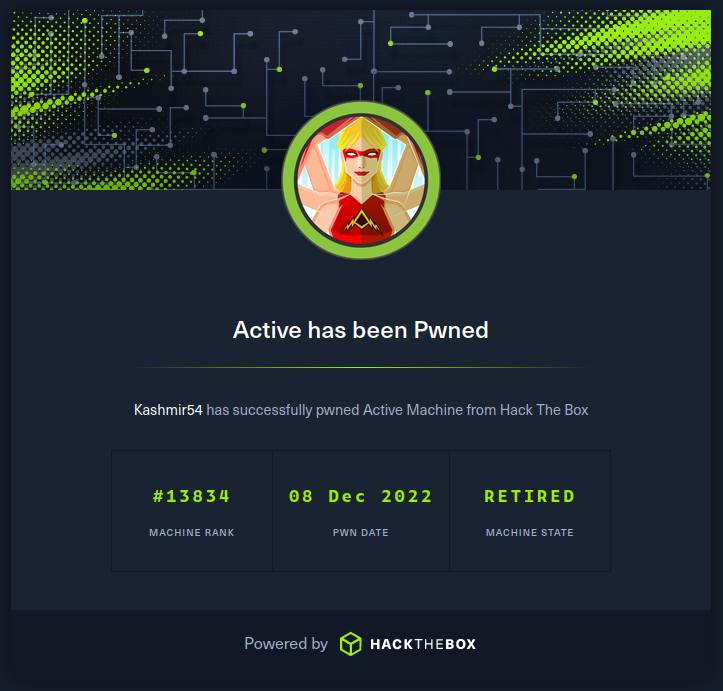 Active has been Pwned
Kashmir54 has successfully pwned Active Machine from Hack The Box
#13834 08 Dec 2022 RETIRED
MACHINE RANK PWN DATE MACHINE STATE
Powered by HACKTHEBOX